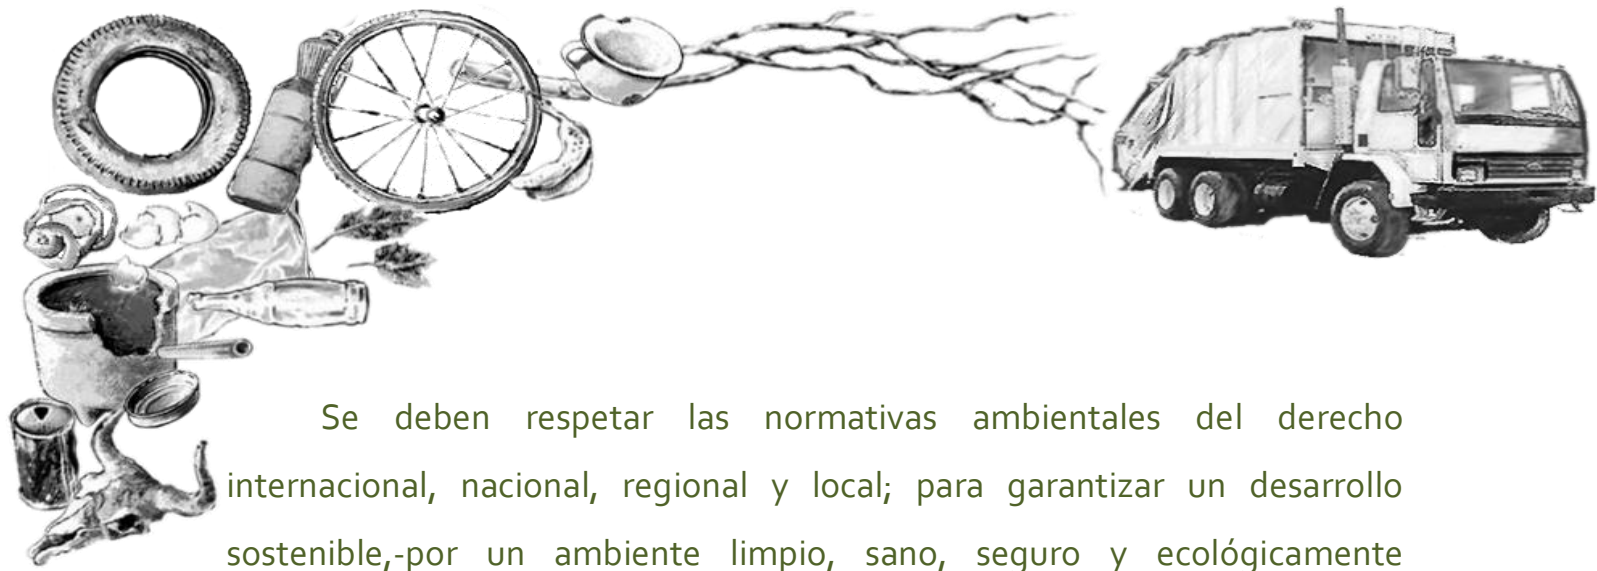 Se deben respetar las normativas ambientales del derecho
internacional, nacional, regional y local; para garantizar un desarrollo
sostenible,-por un ambiente limpio, sano, seguro y ecológicamente